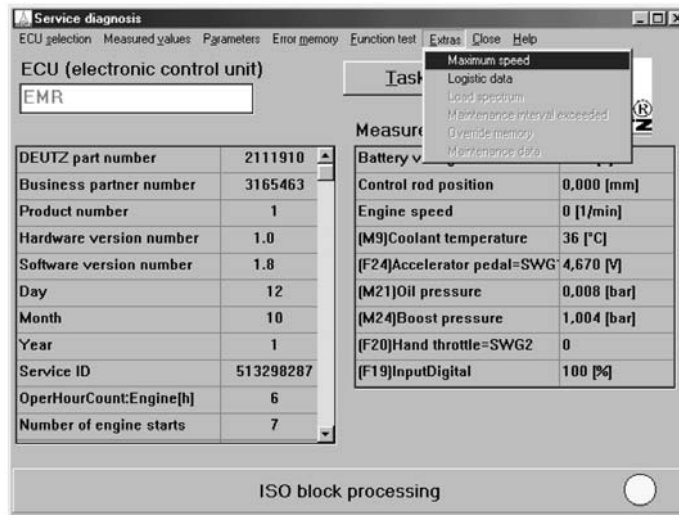 Service diagnosis
ECU selection Measured values Parameters Error memory Function test Extras Close Help
Maximum speed
Logistic data
Load spectrum
Maintenance interval exceeded
Override memory
Maintenance data
ECU (electronic control unit)
EMR
Task
®
Measure
DEUTZ part number 2111910
Business partner number 3165463
Product number 1
Hardware version number 1.0
Software version number 1.8
Day 12
Month 10
Year 1
Service ID 513298287
OperHourCount:Engine[h] 6
Number of engine starts 7
Battery v
Control rod position 0,000 [mm]
Engine speed 0 [1/min]
(M9)Coolant temperature 36 [°C]
(F24)Accelerator pedal=SWG 4,670 [V]
(M21)Oil pressure 0,008 [bar]
(M24)Boost pressure 1,004 [bar]
(F20)Hand throttle=SWG2 0
(F19)InputDigital 100 [%]
ISO block processing